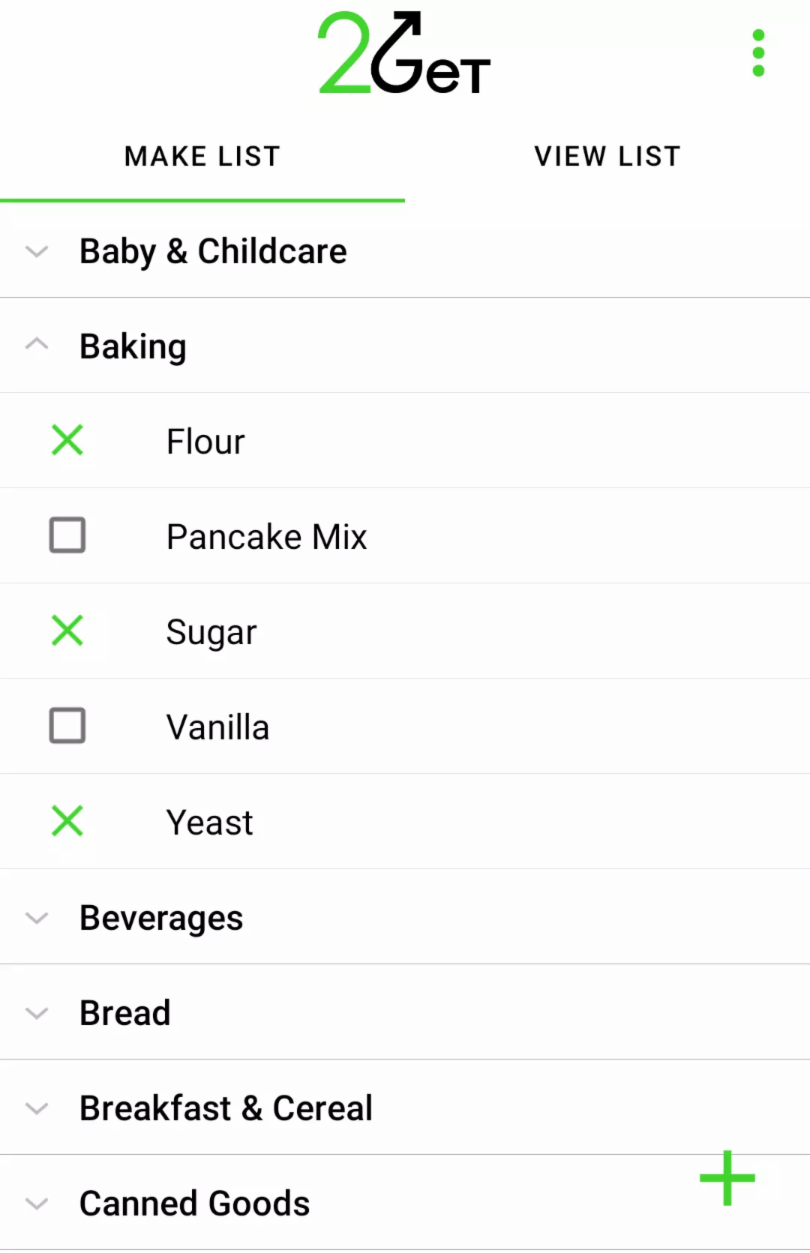 2GeT
MAKE LIST
VIEW LIST
Baby & Childcare
Baking
Flour
Pancake Mix
Sugar
Vanilla
Yeast
Beverages
Bread
Breakfast & Cereal
Canned Goods